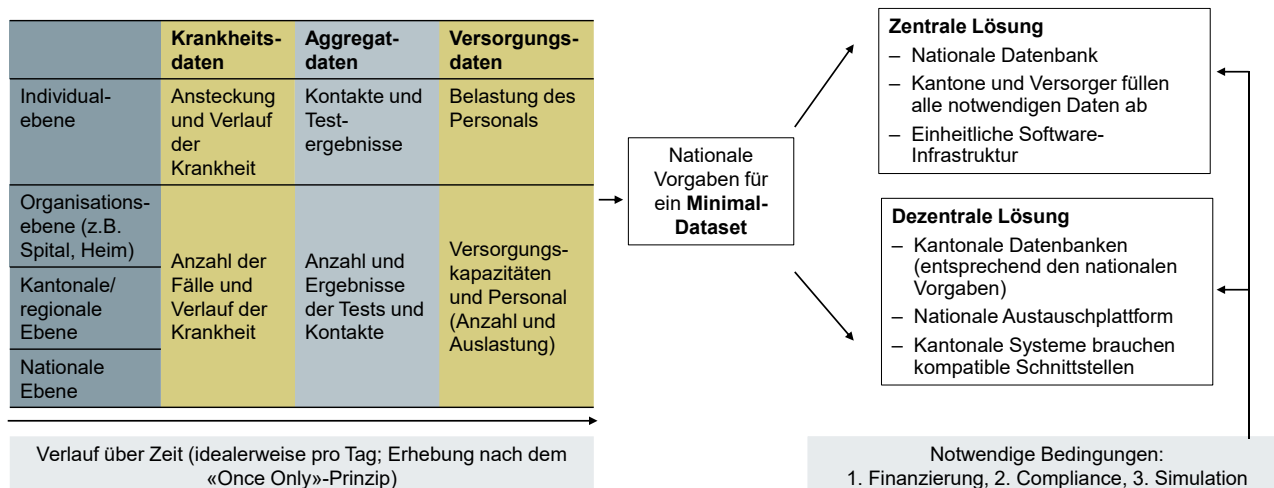 Krankheits-
daten
Aggregat-
daten
Versorgungs-
daten
Individual-
ebene
Ansteckung
und Verlauf
der
Krankheit
Kontakte und
Test-
ergebnisse
Belastung des
Personals
Organisations-
ebene (z.B.
Spital, Heim)
Kantonale/
regionale
Ebene
Nationale
Ebene
Anzahl der
Fälle und
Verlauf der
Krankheit
Anzahl und
Ergebnisse
der Tests und
Kontakte
Versorgungs-
kapazitäten
und Personal
(Anzahl und
Auslastung)
Verlauf über Zeit (idealerweise pro Tag; Erhebung nach dem
«Once Only»-Prinzip)
Nationale
Vorgaben für
ein Minimal-
Dataset
Zentrale Lösung
– Nationale Datenbank
– Kantone und Versorger füllen
alle notwendigen Daten ab
– Einheitliche Software-
Infrastruktur
Dezentrale Lösung
– Kantonale Datenbanken
(entsprechend den nationalen
Vorgaben)
– Nationale Austauschplattform
– Kantonale Systeme brauchen
kompatible Schnittstellen
Notwendige Bedingungen:
1. Finanzierung, 2. Compliance, 3. Simulation